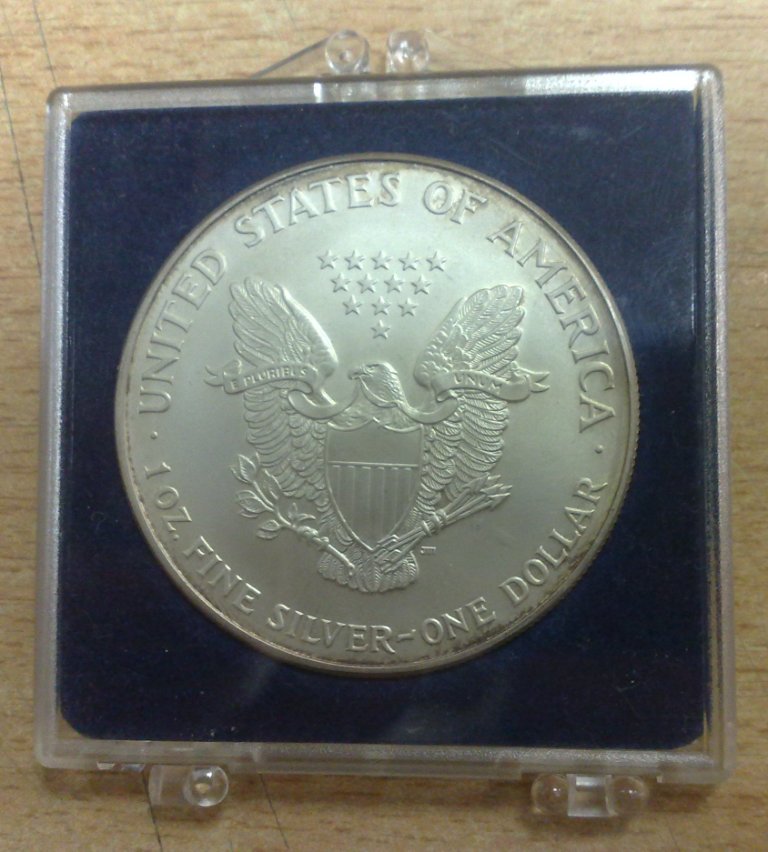 UNITED STATES OF AMERICA
E PLURIBUS UNUM
· 1 OZ. FINE SILVER~ONE DOLLAR ·